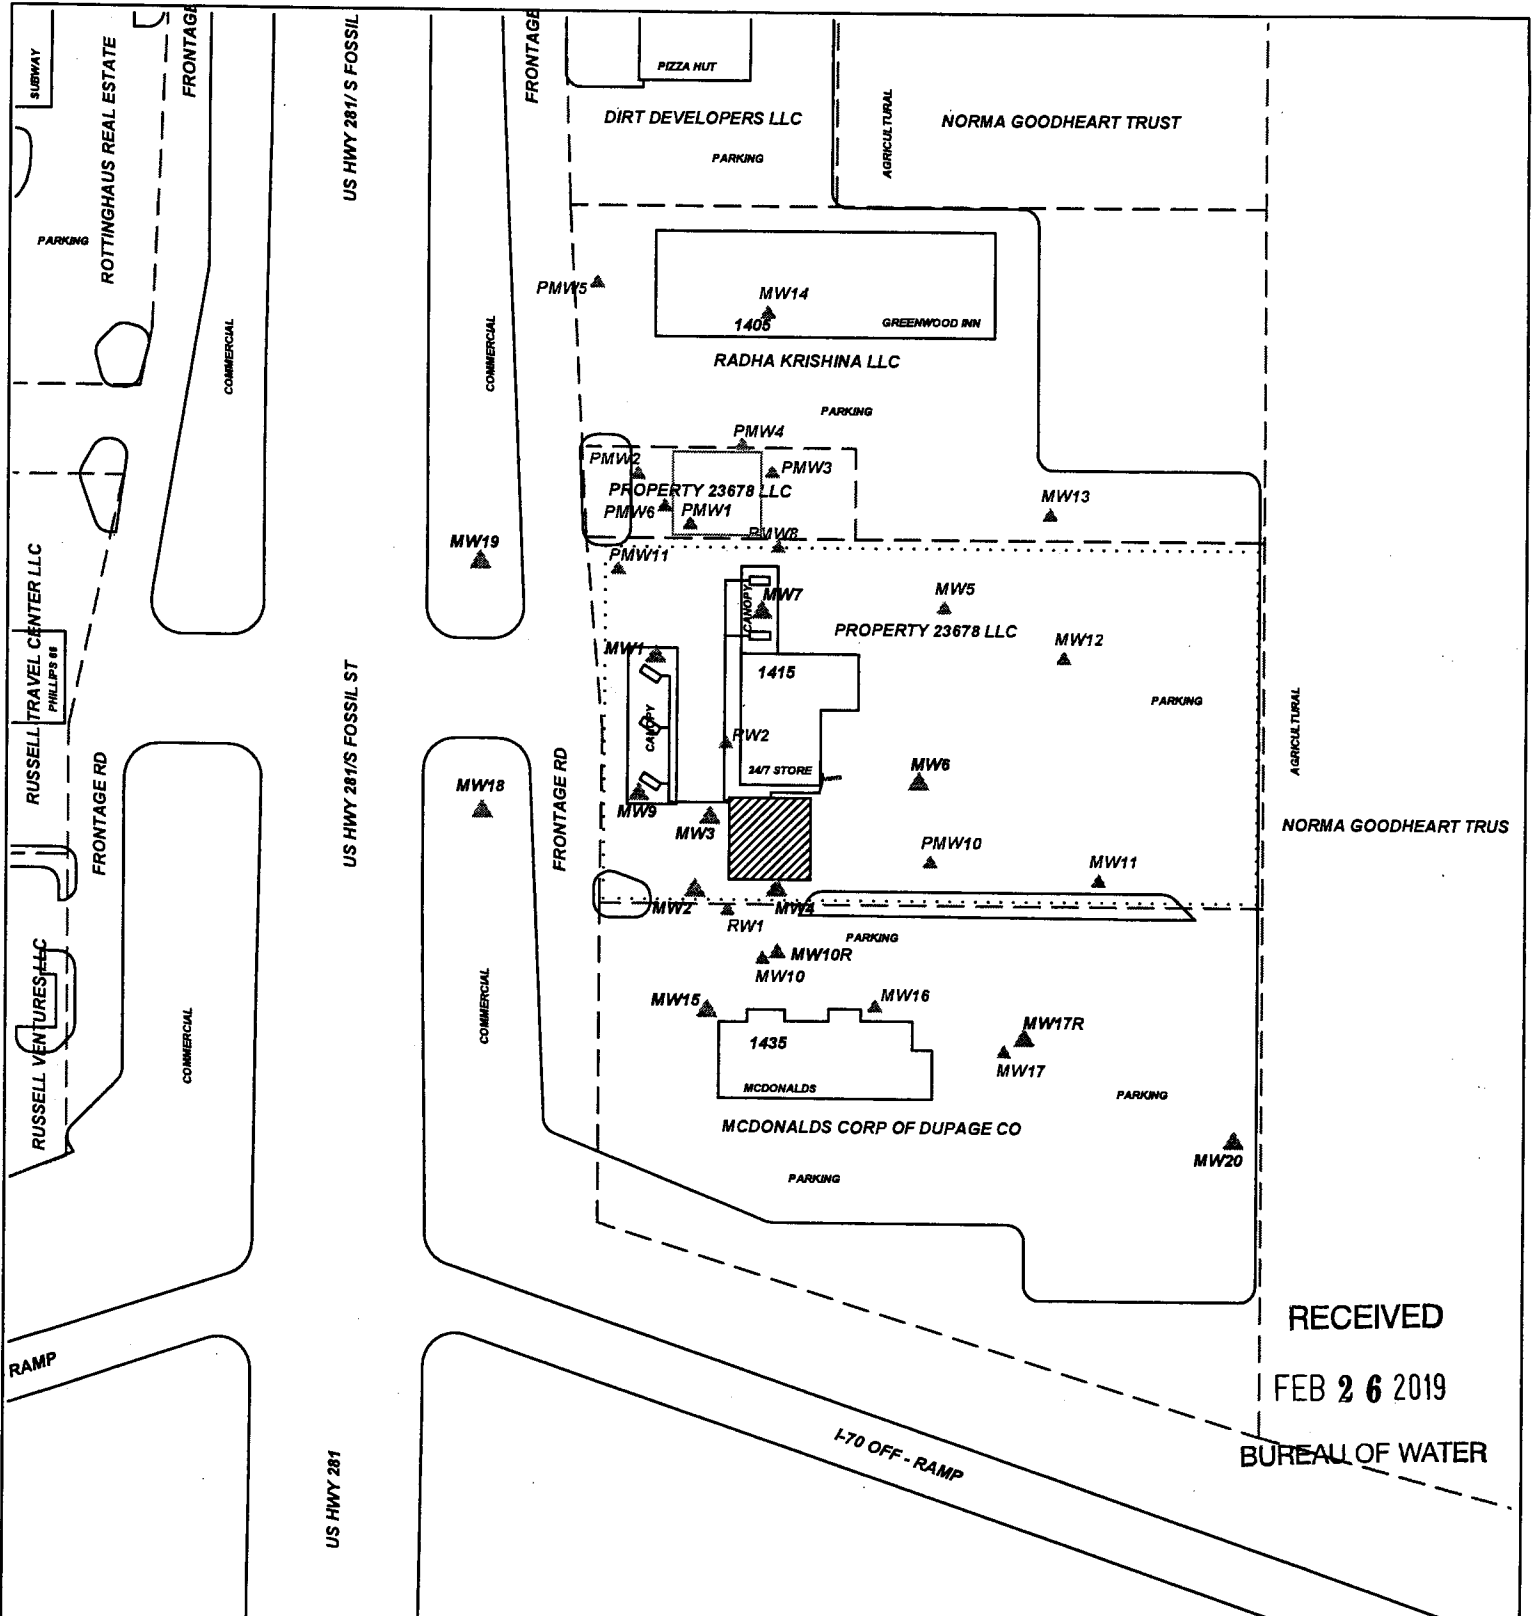 SUBWAY
ROTTINGHAUS REAL ESTATE
FRONTAGE
US HWY 281/ S FOSSIL
FRONTAGE
PIZZA HUT
DIRT DEVELOPERS LLC
PARKING
AGRICULTURAL
NORMA GOODHEART TRUST
PARKING
COMMERCIAL
COMMERCIAL
PMW5
MW14
1405
GREENWOOD INN
RADHA KRISHINA LLC
PARKING
PMW4
PMW2
PMW3
PROPERTY 23678 LLC
PMW6
PMW1
MW13
PMW8
MW19
PMW11
CANOPY
MW7
MW5
PROPERTY 23678 LLC
MW12
MW1
1415
PARKING
RUSSELL TRAVEL CENTER LLC
PHILLIPS 66
US HWY 281/S FOSSIL ST
CANOPY
RW2
24/7 STORE
MW6
AGRICULTURAL
FRONTAGE RD
MW18
FRONTAGE RD
MW9
MW3
NORMA GOODHEART TRUS
PMW10
MW11
MW2
MW4
RW1
PARKING
MW10R
MW10
RUSSELL VENTURES LLC
COMMERCIAL
COMMERCIAL
MW15
MW16
1435
MW17R
MW17
MCDONALDS
PARKING
MCDONALDS CORP OF DUPAGE CO
MW20
PARKING
RECEIVED
FEB 26 2019
BUREAU OF WATER
RAMP
I-70 OFF - RAMP
US HWY 281